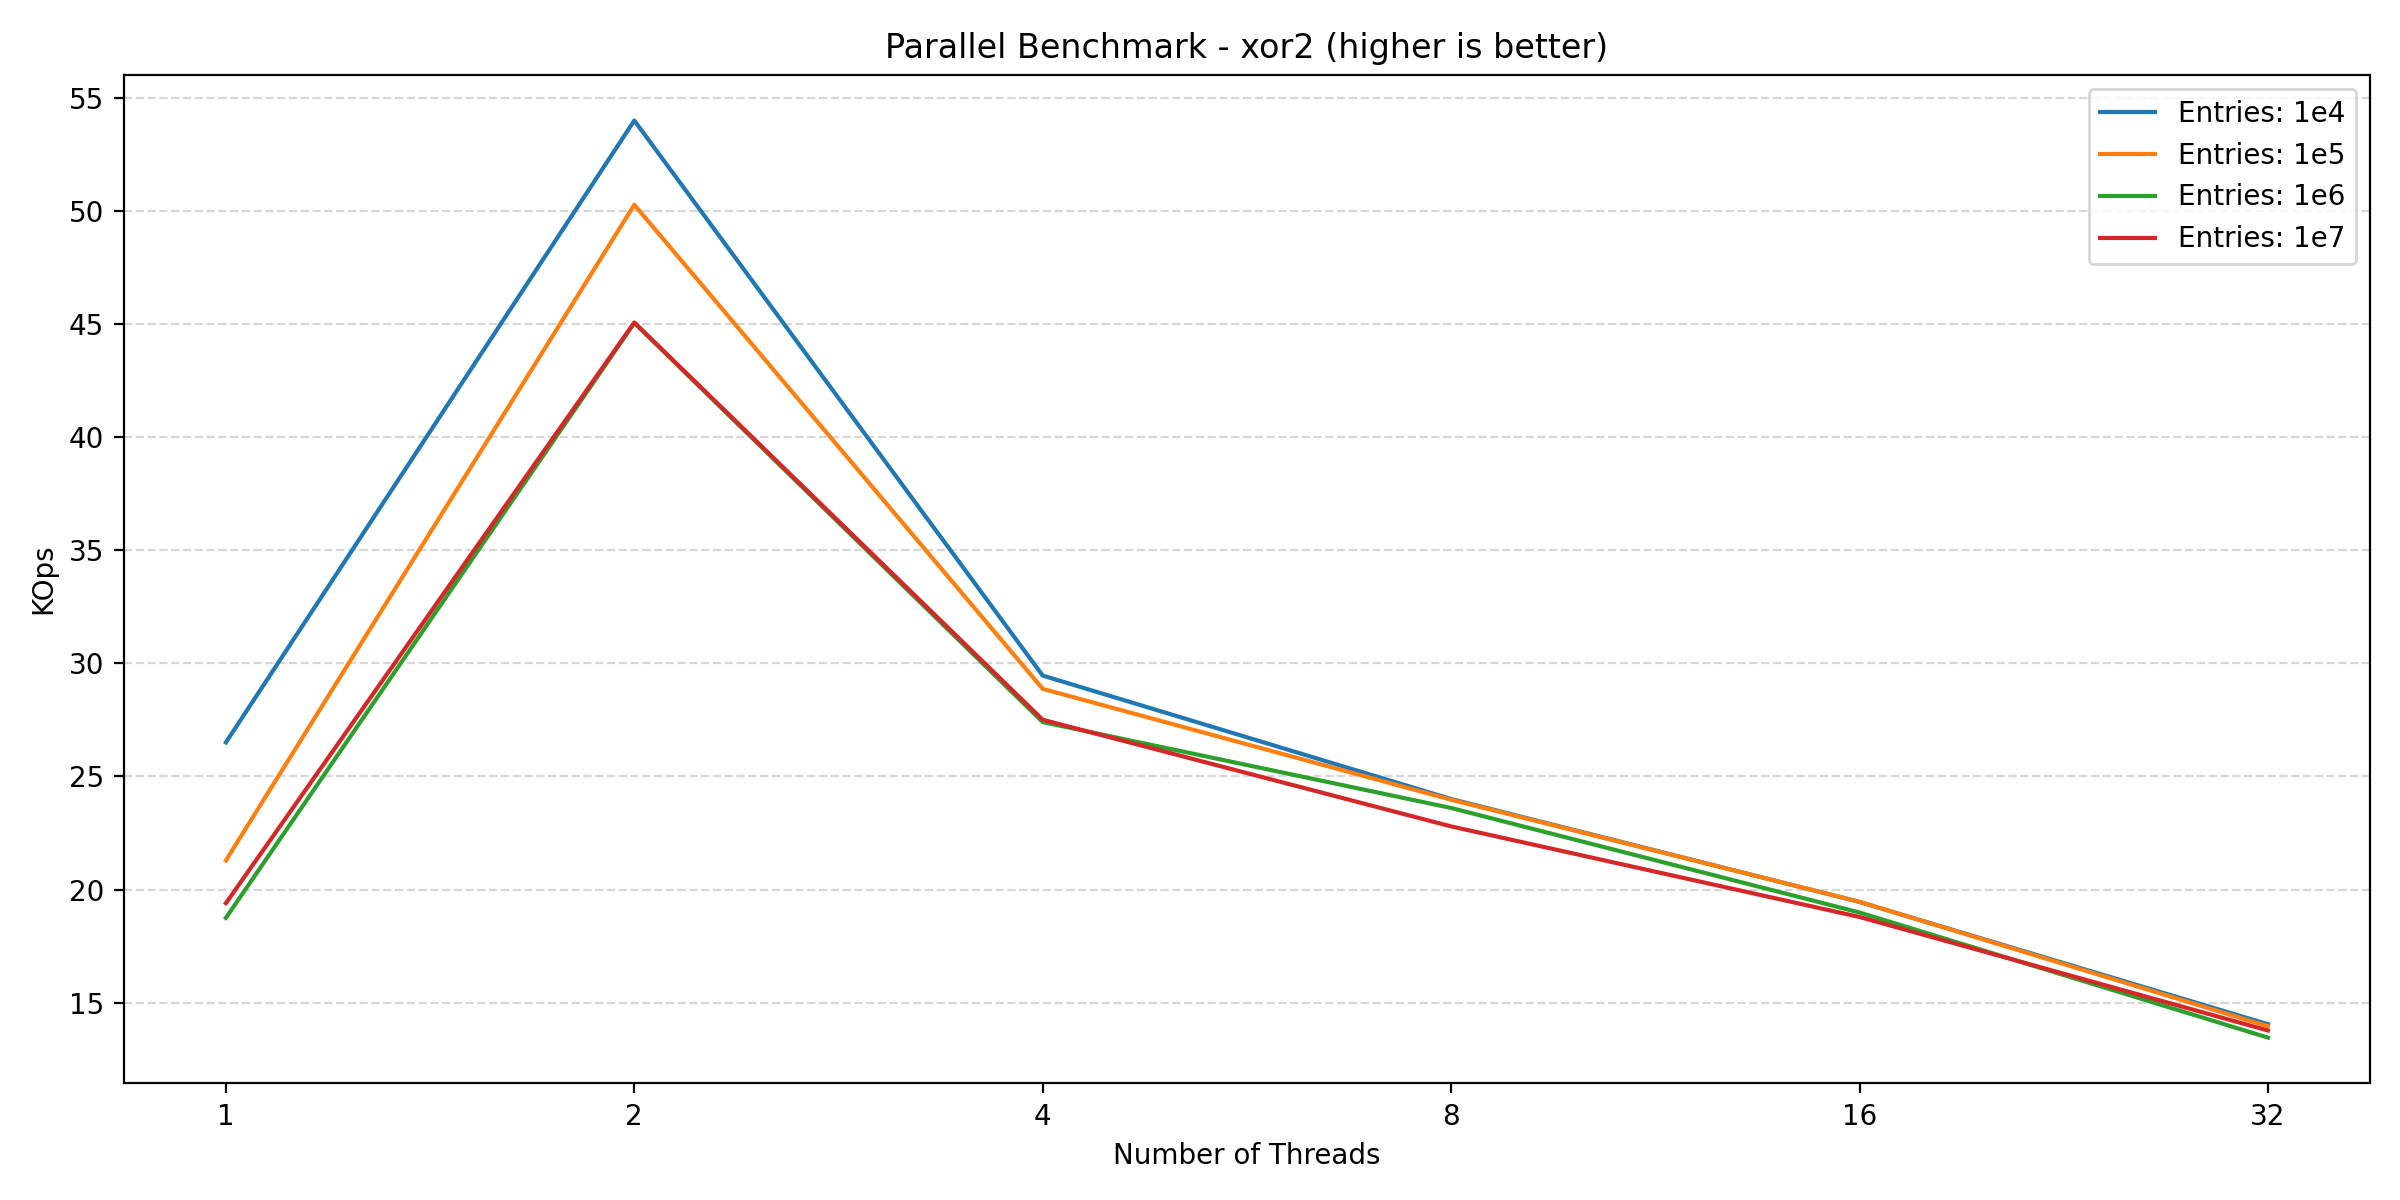 Parallel Benchmark - xor2 (higher is better)
55
50
45
40
35
30
25
20
15
KOps
Entries: 1e4
Entries: 1e5
Entries: 1e6
Entries: 1e7
1 2 4 8 16 32
Number of Threads